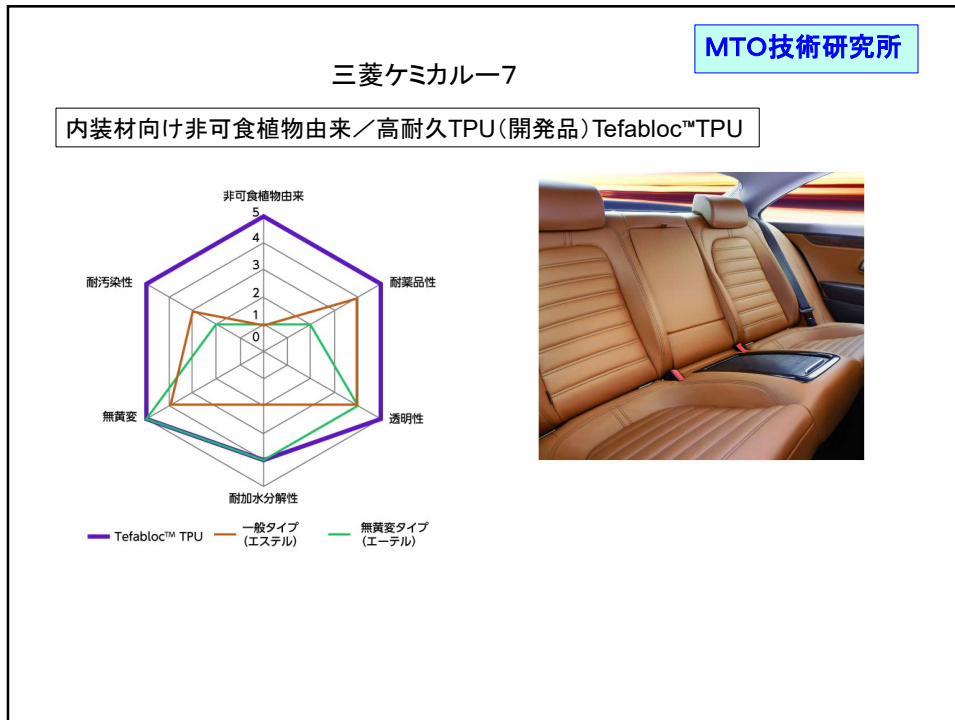 MTO技術研究所
三菱ケミカルー7
内装材向け非可食植物由来／高耐久TPU(開発品)Tefabloc™TPU
非可食植物由来
5
4
3
2
1
0
耐汚染性
耐薬品性
無黄変
透明性
耐加水分解性
Tefabloc™ TPU
一般タイプ
(エステル)
無黄変タイプ
(エーテル)